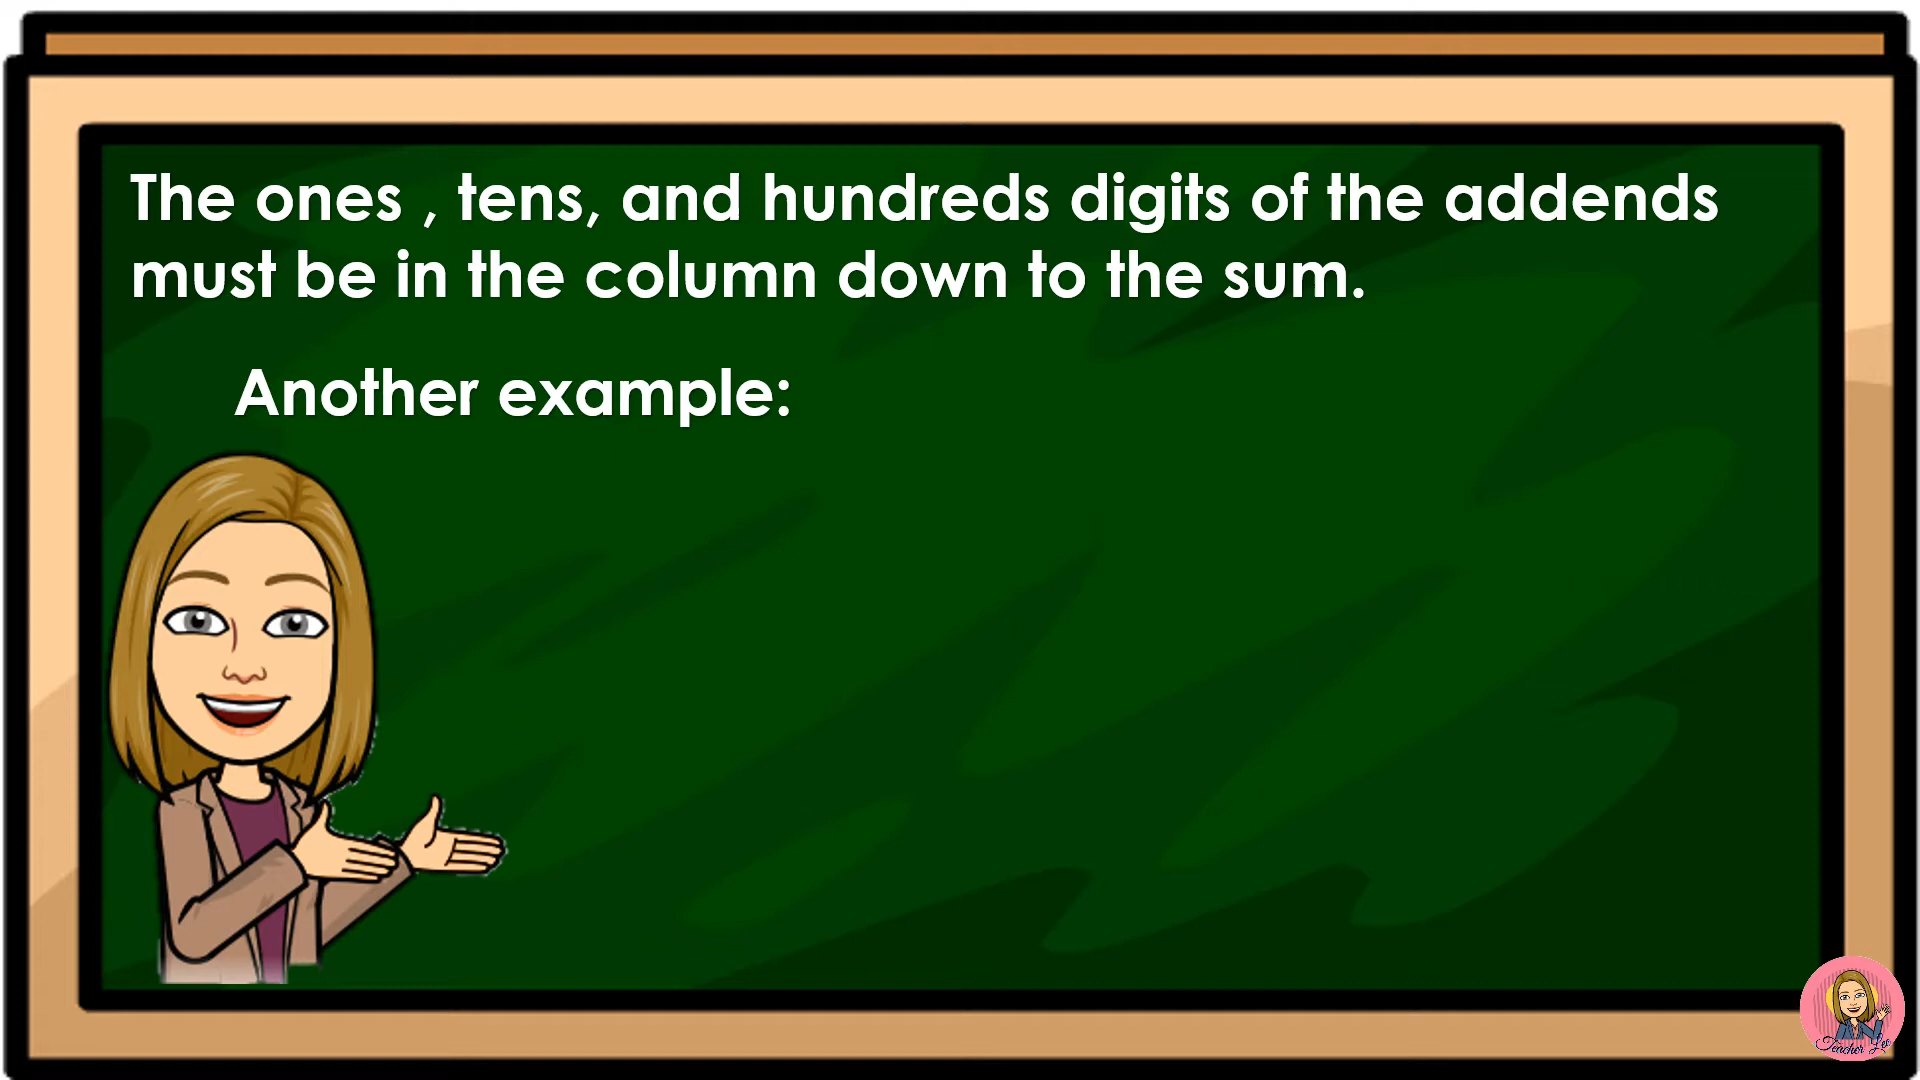 The ones , tens, and hundreds digits of the addends
must be in the column down to the sum.
Another example:
Teacher Lee